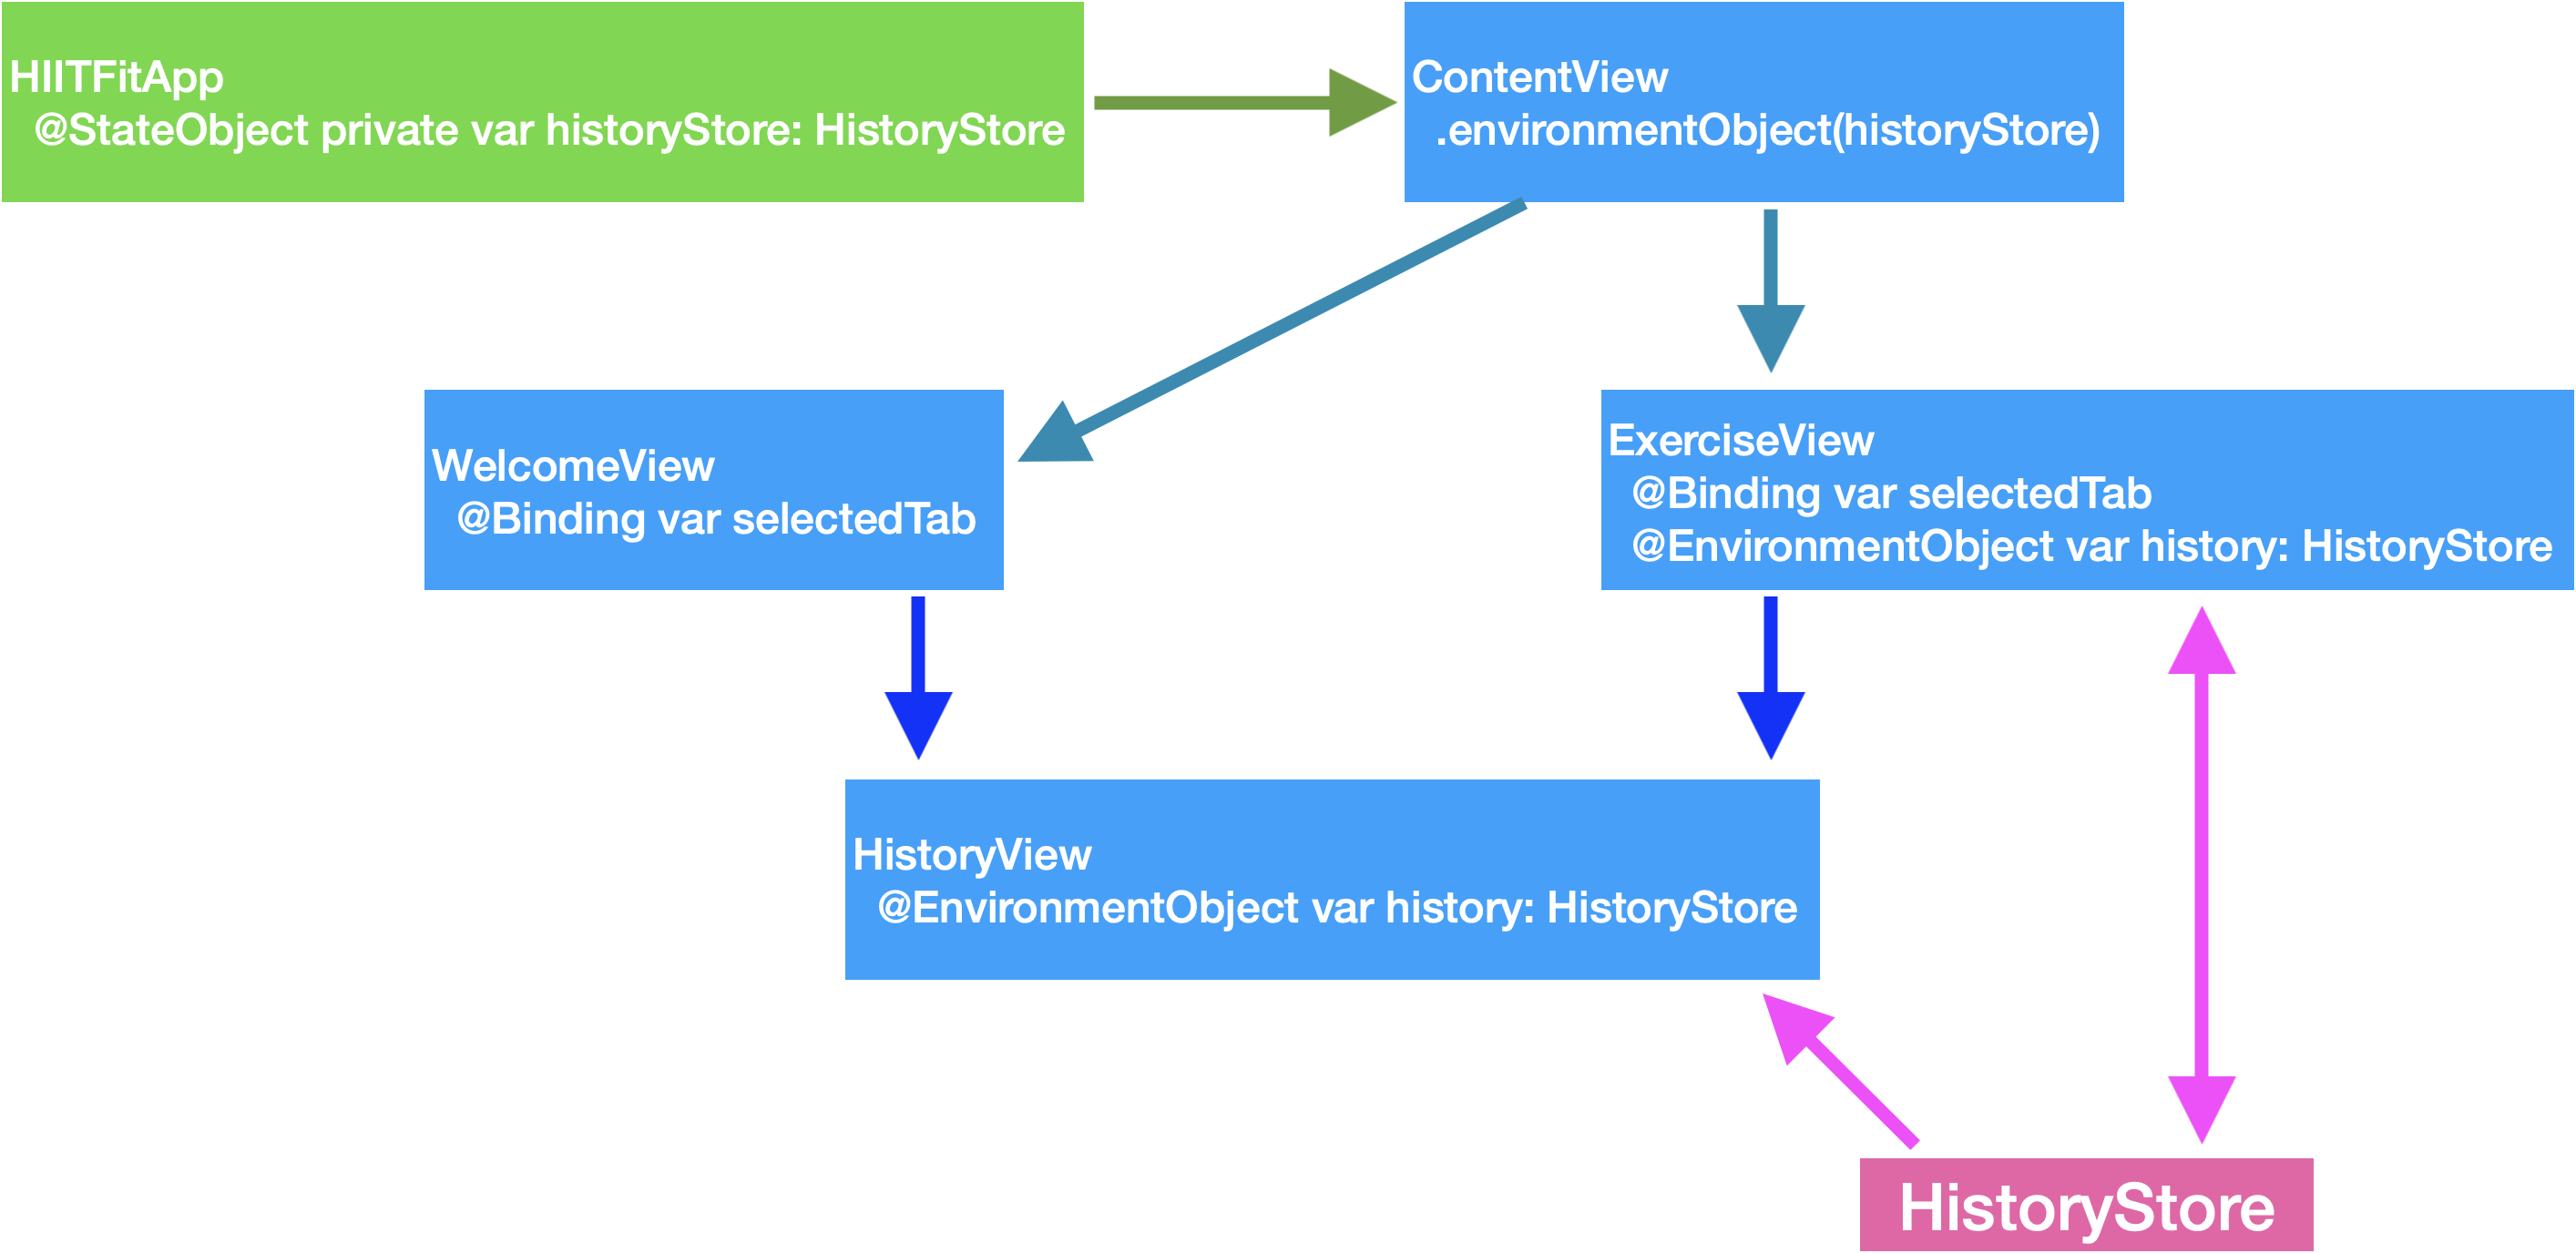 HIITFitApp
@StateObject private var historyStore: HistoryStore
ContentView
.environmentObject(historyStore)
WelcomeView
@Binding var selectedTab
ExerciseView
@Binding var selectedTab
@EnvironmentObject var history: HistoryStore
HistoryView
@EnvironmentObject var history: HistoryStore
HistoryStore